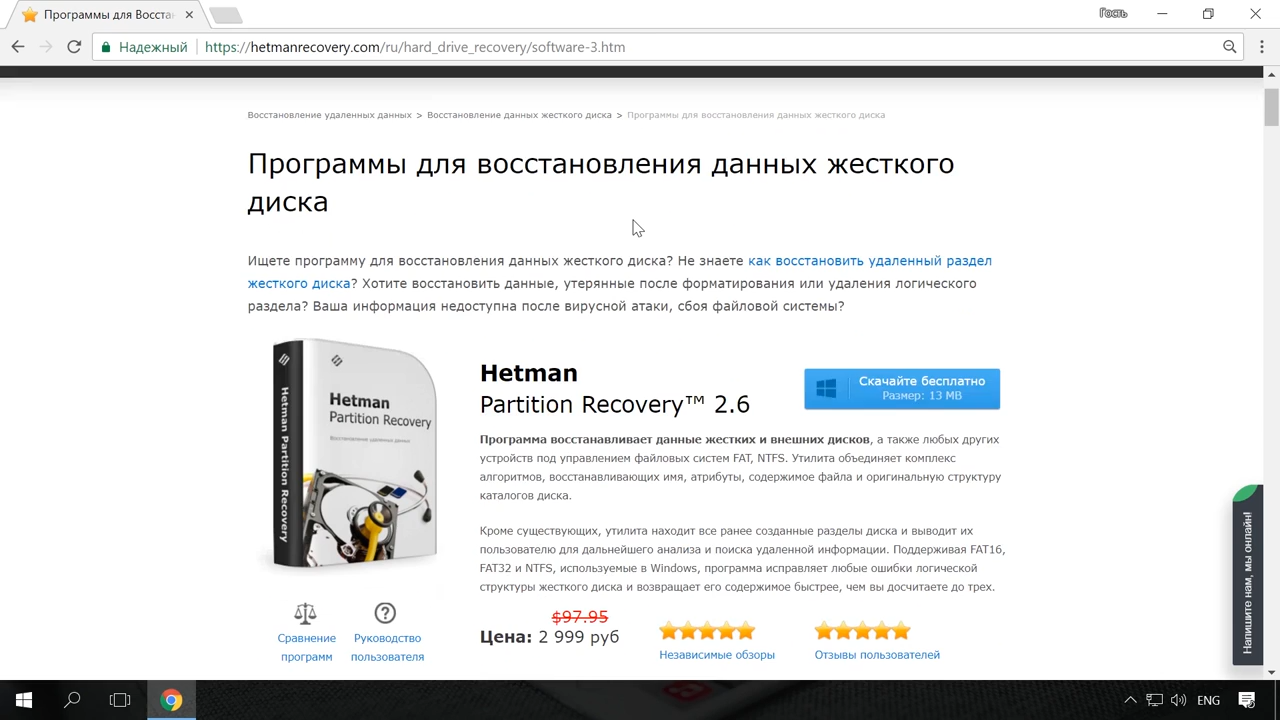 Программы для Восста
Гость
Надежный
https://hetmanrecovery.com/ru/hard_drive_recovery/software-3.htm
Восстановление удаленных данных > Восстановление данных жесткого диска > Программы для восстановления данных жесткого диска
Программы для восстановления данных жесткого
диска
Ищете программу для восстановления данных жесткого диска? Не знаете как восстановить удаленный раздел
жесткого диска? Хотите восстановить данные, утерянные после форматирования или удаления логического
раздела? Ваша информация недоступна после вирусной атаки, сбоя файловой системы?
Hetman
Partition Recovery
Восстановление удаленных данных
Hetman Partition Recovery
Hetman
Partition Recovery™ 2.6
Скачайте бесплатно
Размер: 13 MB
Программа восстанавливает данные жестких и внешних дисков, а также любых других
устройств под управлением файловых систем FAT, NTFS. Утилита объединяет комплекс
алгоритмов, восстанавливающих имя, атрибуты, содержимое файла и оригинальную структуру
каталогов диска.
Кроме существующих, утилита находит все ранее созданные разделы диска и выводит их
пользователю для дальнейшего анализа и поиска удаленной информации. Поддерживая FAT16,
FAT32 и NTFS, используемые в Windows, программа исправляет любые ошибки логической
структуры жесткого диска и возвращает его содержимое быстрее, чем вы досчитаете до трех.
$97.95
Цена: 2 999 руб
Сравнение
программ
Руководство
пользователя
Независимые обзоры
Отзывы пользователей
Напишите нам, мы онлайн!
ENG